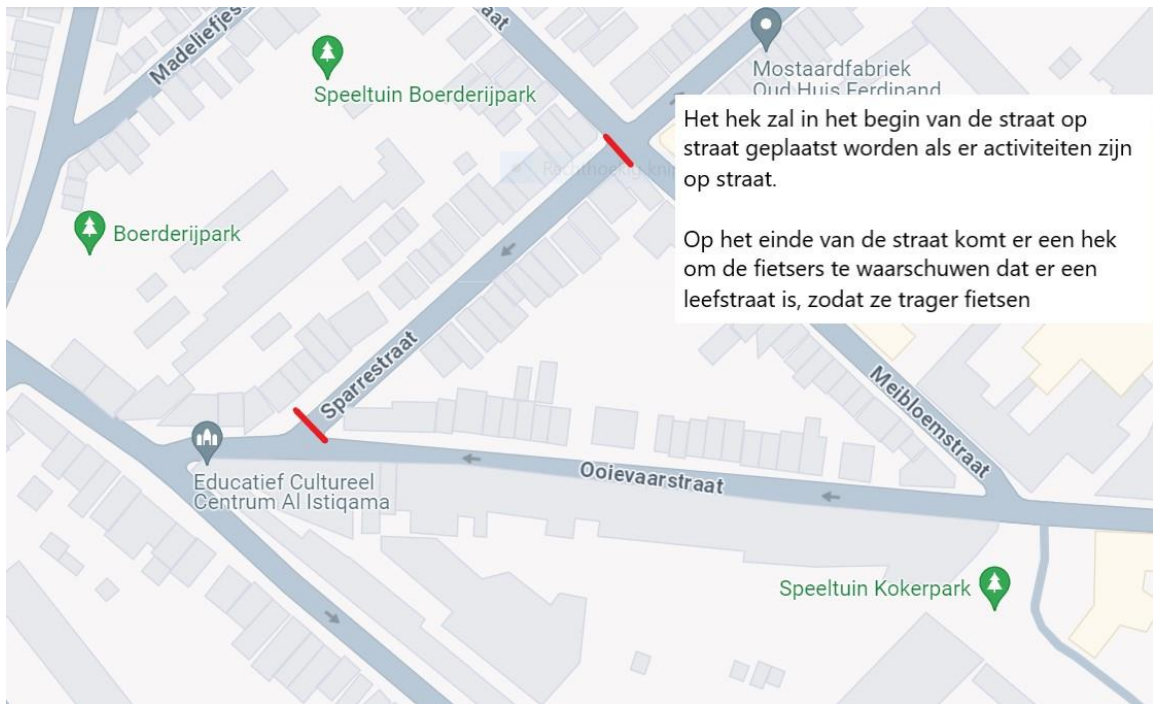 Madeliefjes
aat
Speeltuin Boerderijpark
Mostaardfabriek
Oud Huis Ferdinand
Het hek zal in het begin van de straat op
straat geplaatst worden als er activiteiten zijn
op straat.
Op het einde van de straat komt er een hek
om de fietsers te waarschuwen dat er een
leefstraat is, zodat ze trager fietsen
Boerderijpark
Sparrestraat
Meibloemstraat
Educatief Cultureel
Centrum Al Istiqama
Ooievaarstraat
Speeltuin Kokerpark